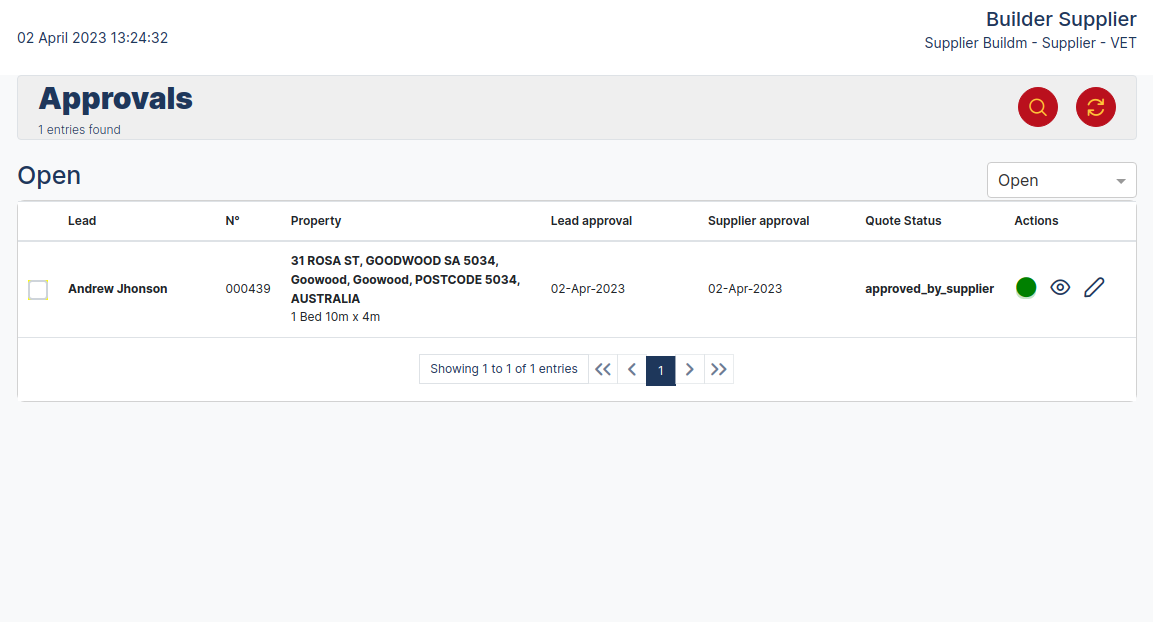 Builder Supplier
02 April 2023 13:24:32
Supplier Buildm - Supplier - VET
Approvals
1 entries found
Open
Open
Lead N° Property Lead approval Supplier approval Quote Status Actions
31 ROSA ST, GOODWOOD SA 5034,
Goowood, Goowood, POSTCODE 5034,
Andrew Jhonson 000439 02-Apr-2023 02-Apr-2023 approved_by_supplier
AUSTRALIA
1 Bed 10m x 4m
Showing 1 to 1 of 1 entries 1